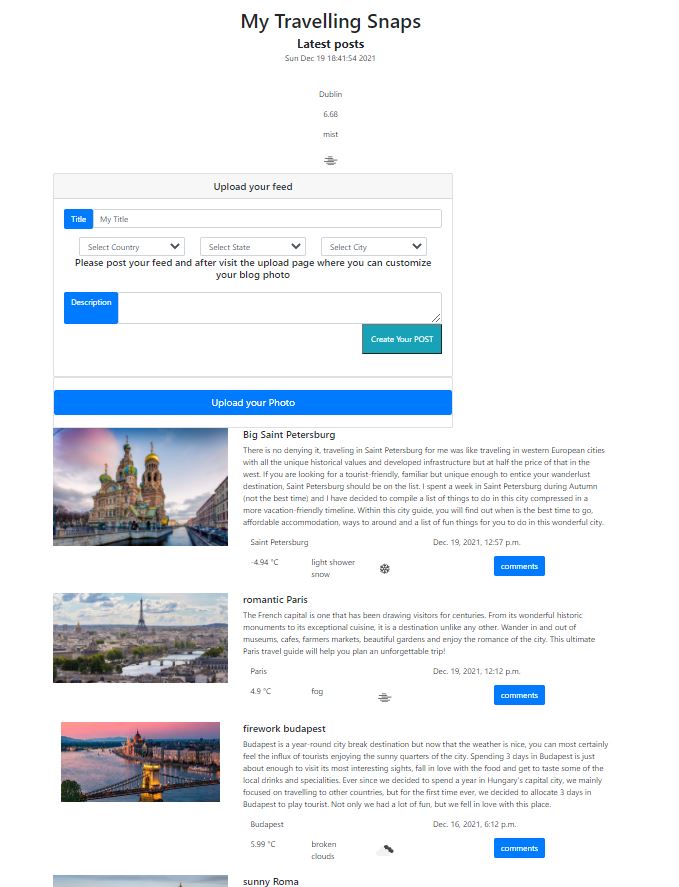 My Travelling Snaps
Latest posts
Sun Dec 19 18:41:54 2021
Dublin
6.68
mist
Upload your feed
Title My Title
Select Country Select State Select City
Please post your feed and after visit the upload page where you can customize
your blog photo
Description
Create Your POST
Upload your Photo
Big Saint Petersburg
There is no denying it, traveling in Saint Petersburg for me was like traveling in western European cities
with all the unique historical values and developed infrastructure but at half the price of that in the
west. If you are looking for a tourist-friendly, familiar but unique enough to entice your wanderlust
destination, Saint Petersburg should be on the list. I spent a week in Saint Petersburg during Autumn
(not the best time) and I have decided to compile a list of things to do in this city compressed in a
more vacation-friendly timeline. Within this city guide, you will find out when is the best time to go,
affordable accommodation, ways to around and a list of fun things for you to do in this wonderful city.
Saint Petersburg Dec. 19, 2021, 12:57 p.m.
-4.94 °C light shower
snow
comments
romantic Paris
The French capital is one that has been drawing visitors for centuries. From its wonderful historic
monuments to its exceptional cuisine, it is a destination unlike any other. Wander in and out of
museums, cafes, farmers markets, beautiful gardens and enjoy the romance of the city. This ultimate
Paris travel guide will help you plan an unforgettable trip!
Paris Dec. 19, 2021, 12:12 p.m.
4.9 °C fog comments
firework budapest
Budapest is a year-round city break destination but now that the weather is nice, you can most certainly
feel the influx of tourists enjoying the sunny quarters of the city. Spending 3 days in Budapest is just
about enough to visit its most interesting sights, fall in love with the food and get to taste some of the
local drinks and specialities. Ever since we decided to spend a year in Hungary's capital city, we mainly
focused on travelling to other countries, but for the first time ever, we decided to allocate 3 days in
Budapest to play tourist. Not only we had a lot of fun, but we fell in love with this place.
Budapest Dec. 16, 2021, 6:12 p.m.
5.99 °C broken
clouds
comments
sunny Roma